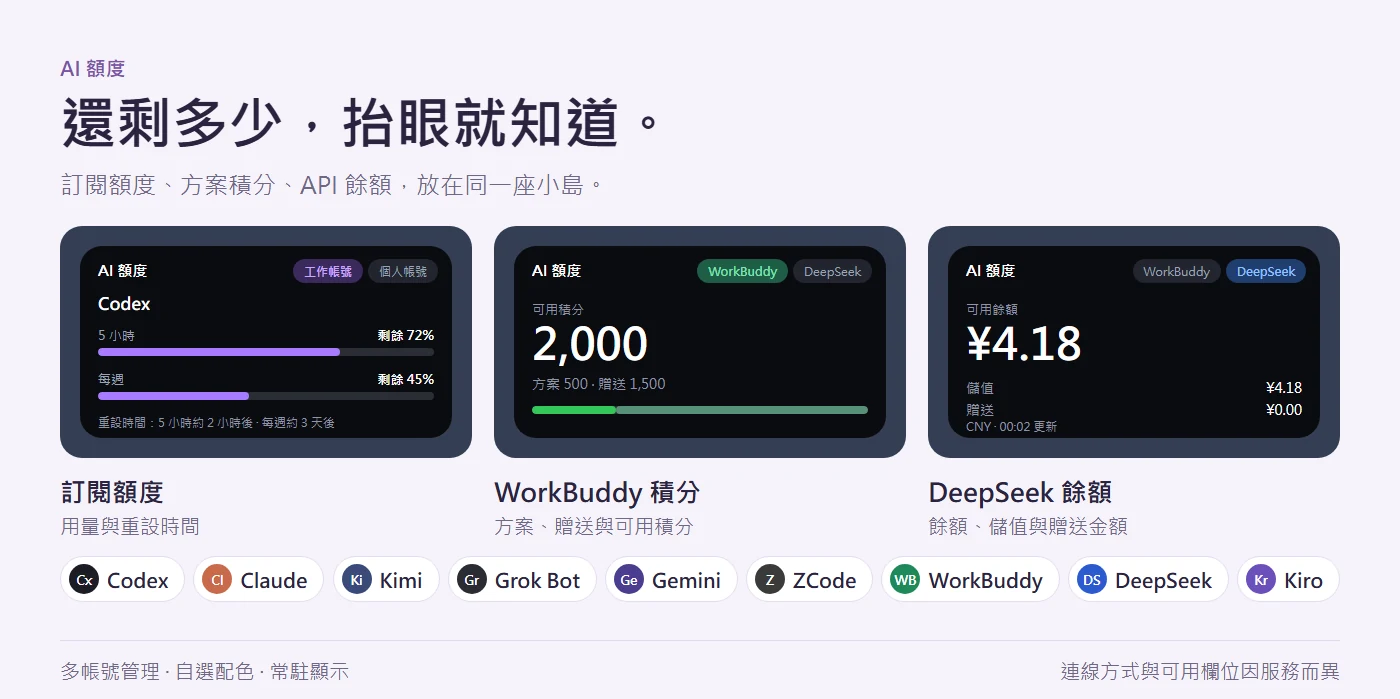 AI 額度
還剩多少，抬眼就知道。
訂閱額度、方案積分、API 餘額，放在同一座小島。
AI 額度 工作帳號 個人帳號
Codex
5 小時 剩餘 72%
每週 剩餘 45%
重設時間：5 小時約 2 小時後 · 每週約 3 天後
AI 額度 WorkBuddy DeepSeek
可用積分
2,000
方案 500 · 贈送 1,500
AI 額度 WorkBuddy DeepSeek
可用餘額
¥4.18
儲值 ¥4.18
贈送 ¥0.00
CNY · 00:02 更新
訂閱額度
用量與重設時間
WorkBuddy 積分
方案、贈送與可用積分
DeepSeek 餘額
餘額、儲值與贈送金額
Cx Codex Cl Claude Ki Kimi Gr Grok Bot Ge Gemini Z ZCode WB WorkBuddy DS DeepSeek Kr Kiro
多帳號管理 · 自選配色 · 常駐顯示
連線方式與可用欄位因服務而異